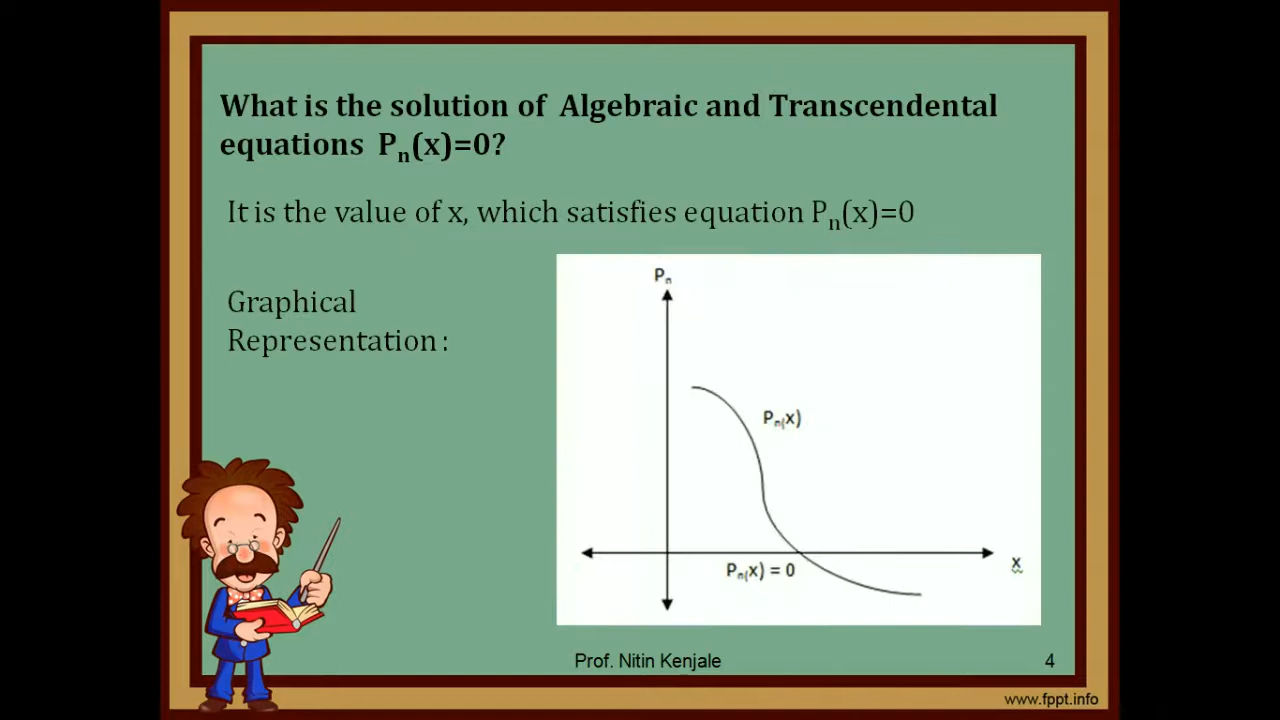 What is the solution of Algebraic and Transcendental
equations Pn(x)=0?
It is the value of x, which satisfies equation Pn(x)=0
Graphical
Representation :
Pn
Pn(x)
Pn(x) = 0
x
Prof. Nitin Kenjale
4
www.fppt.info